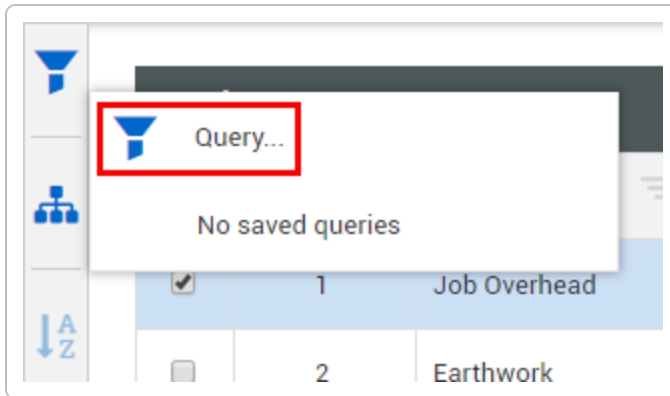 Query...
No saved queries
1 Job Overhead
A
Z
2 Earthwork